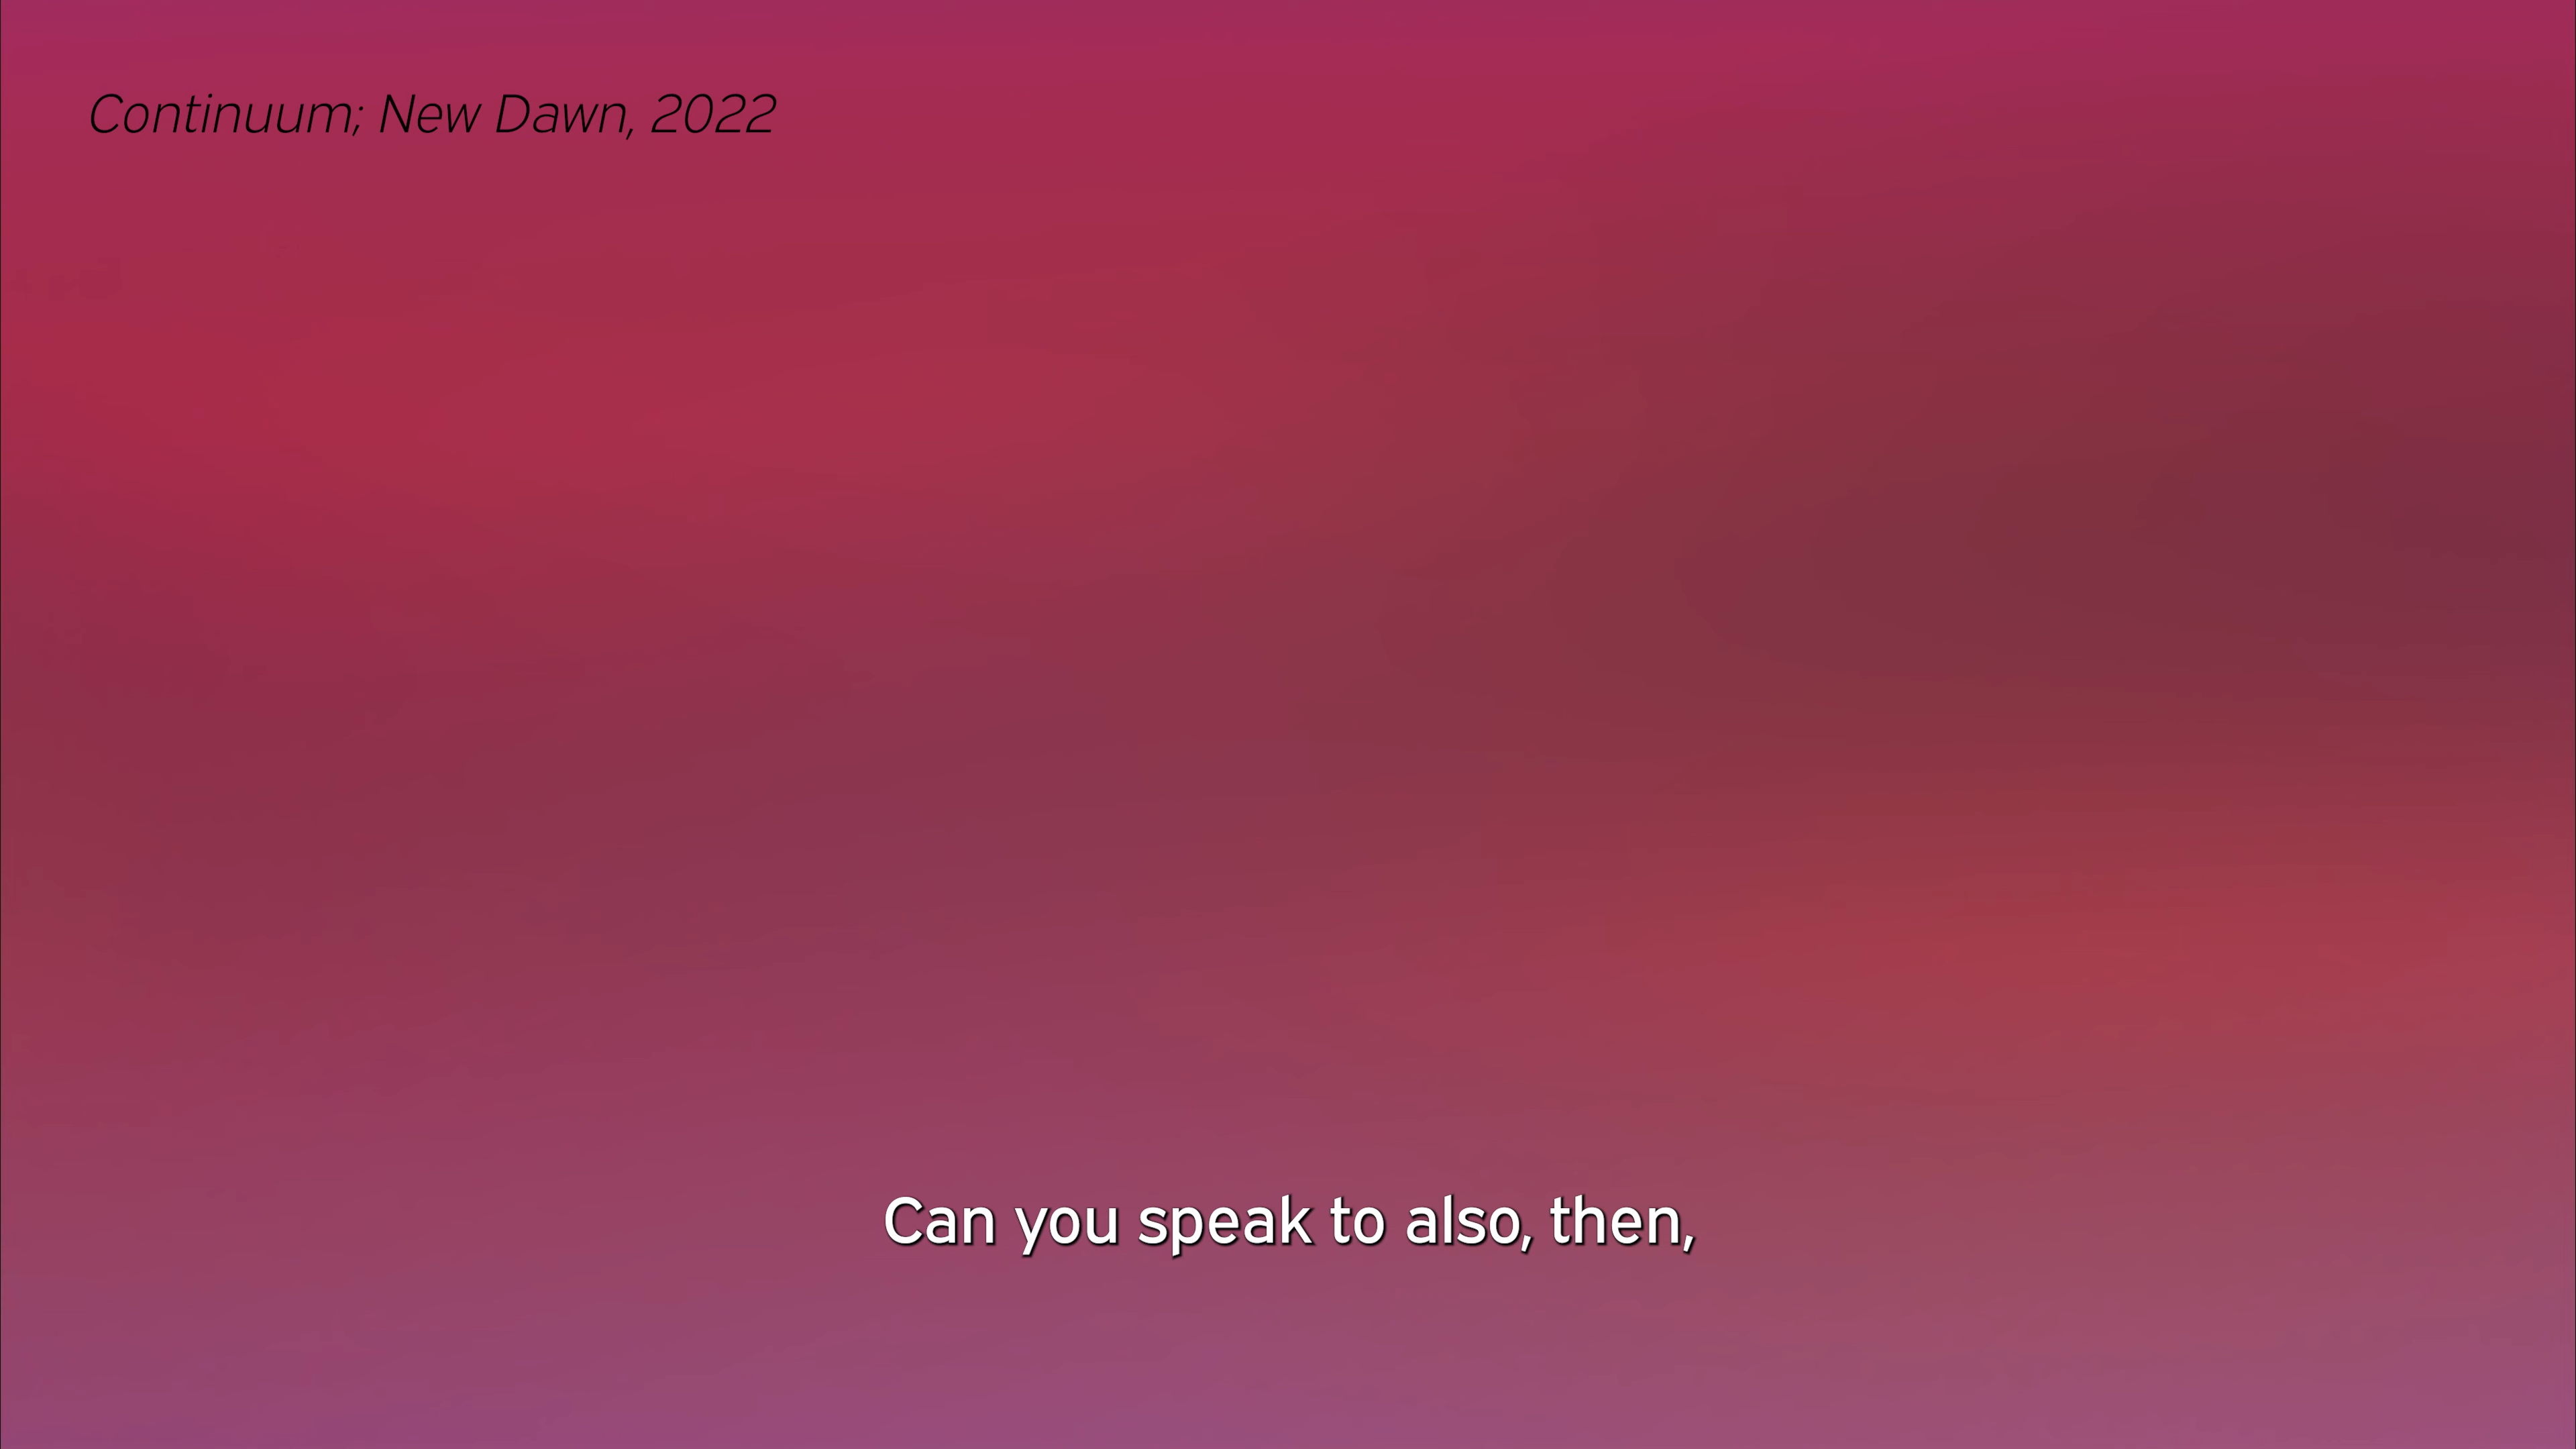 Continuum; New Dawn, 2022
Can you speak to also, then,